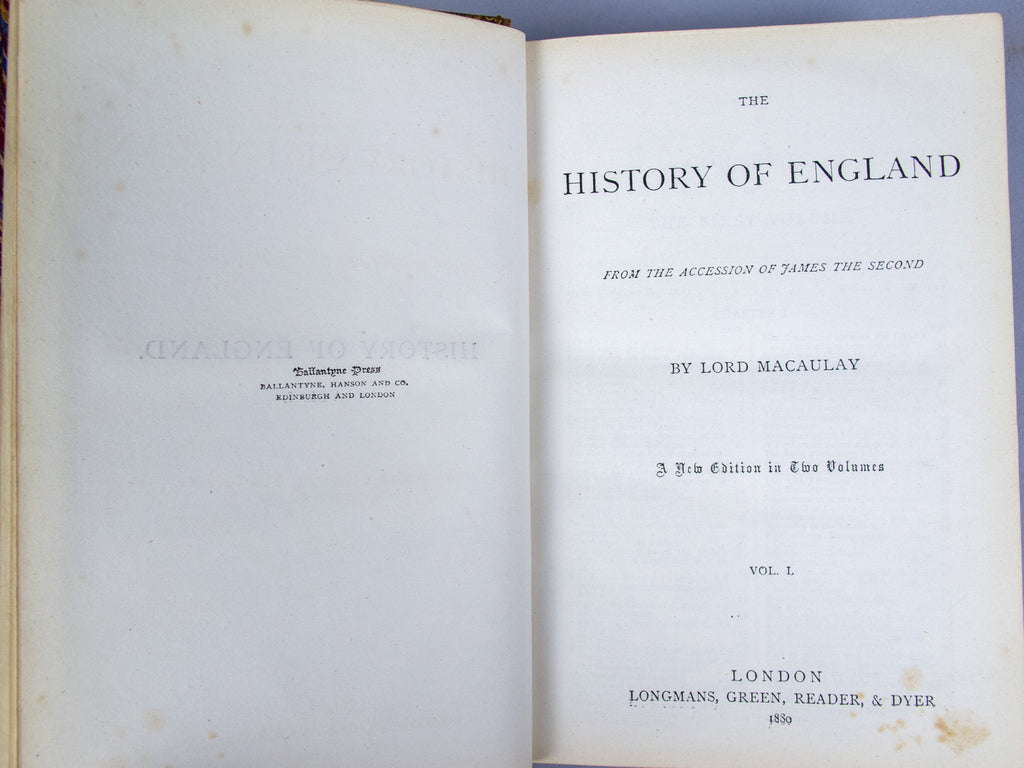 Ballantyne Press
BALLANTYNE, HANSON AND CO.
EDINBURGH AND LONDON
THE
HISTORY OF ENGLAND
FROM THE ACCESSION OF JAMES THE SECOND
BY LORD MACAULAY
A New Edition in Two Volumes
VOL. I.
LONDON
LONGMANS, GREEN, READER, & DYER
1880